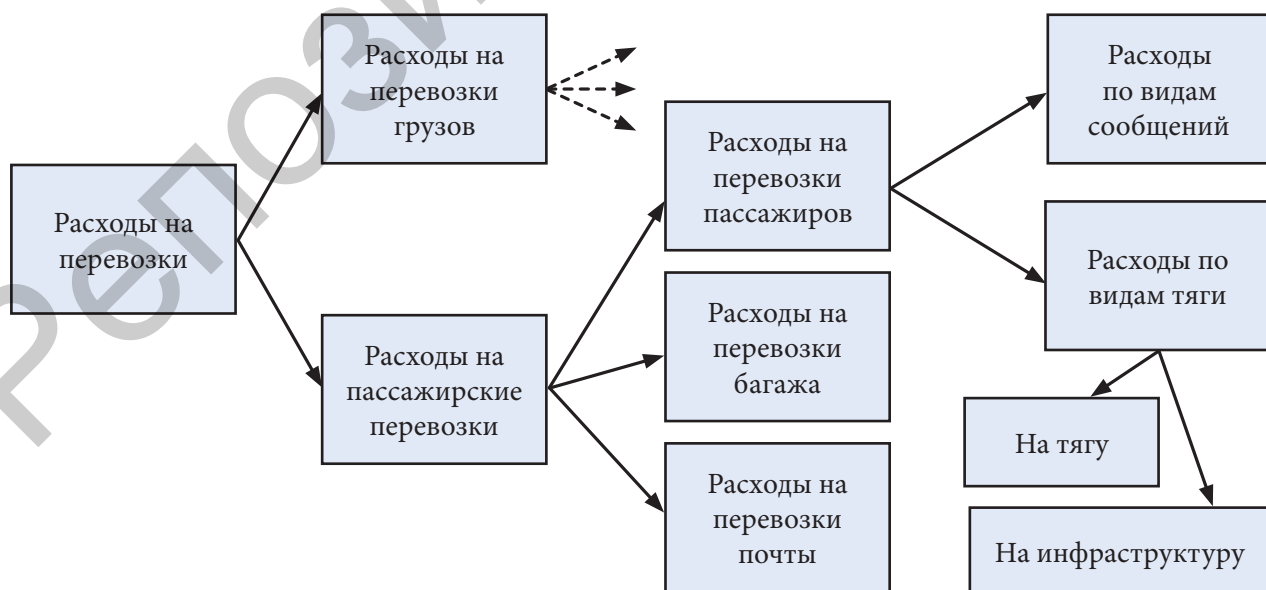 Расходы на
перевозки
Расходы на
перевозки
грузов
Расходы на
пассажирские
перевозки
Расходы на
перевозки
пассажиров
Расходы на
перевозки
багажа
Расходы на
перевозки
почты
Расходы
по видам
сообщений
Расходы по
видам тяги
На тягу
На инфраструктуру